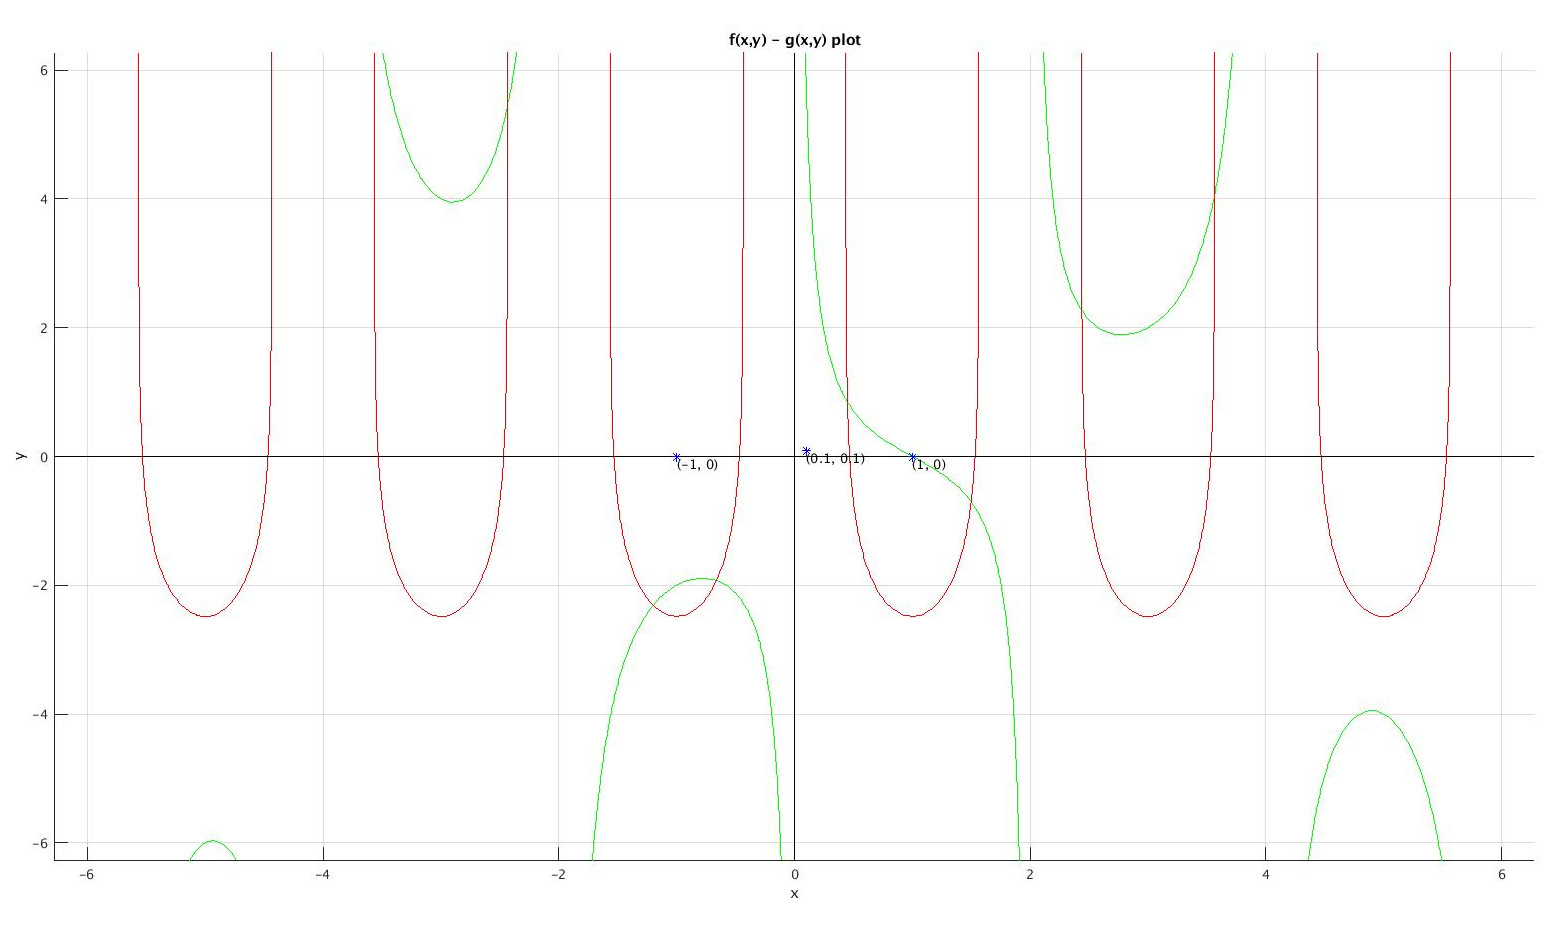 f(x,y) – g(x,y) plot
6
4
2
y
0
(–1, 0)
(0.1, 0.1)
(1, 0)
–2
–4
–6
–6 –4 –2 0 2 4 6
x